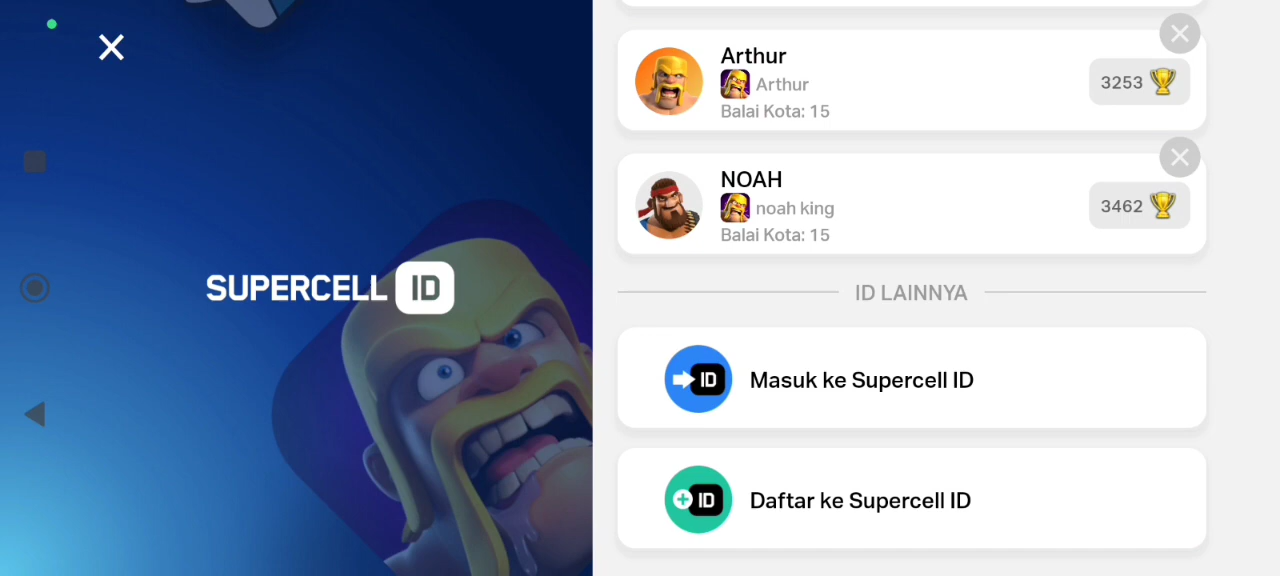 SUPERCELL ID
Arthur
Arthur
Balai Kota: 15
3253
NOAH
noah king
Balai Kota: 15
3462
ID LAINNYA
ID
Masuk ke Supercell ID
ID
Daftar ke Supercell ID